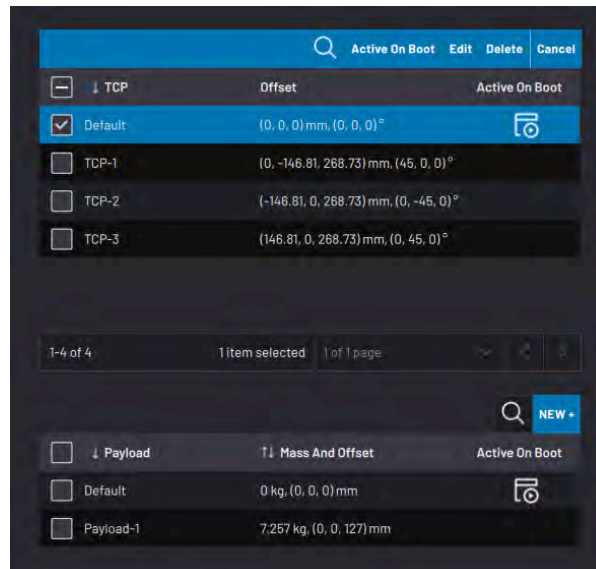 Active On Boot Edit Delete Cancel
↓ TCP Offset Active On Boot
Default (0, 0, 0) mm, (0, 0, 0)°
TCP-1 (0, -146.81, 268.73) mm, (45, 0, 0)°
TCP-2 (-146.81, 0, 268.73) mm, (0, -45, 0)°
TCP-3 (146.81, 0, 268.73) mm, (0, 45, 0)°
1-4 of 4 1 item selected 1 of 1 page
NEW +
↓ Payload ↑↓ Mass And Offset Active On Boot
Default 0 kg, (0, 0, 0) mm
Payload-1 7.257 kg, (0, 0, 127) mm